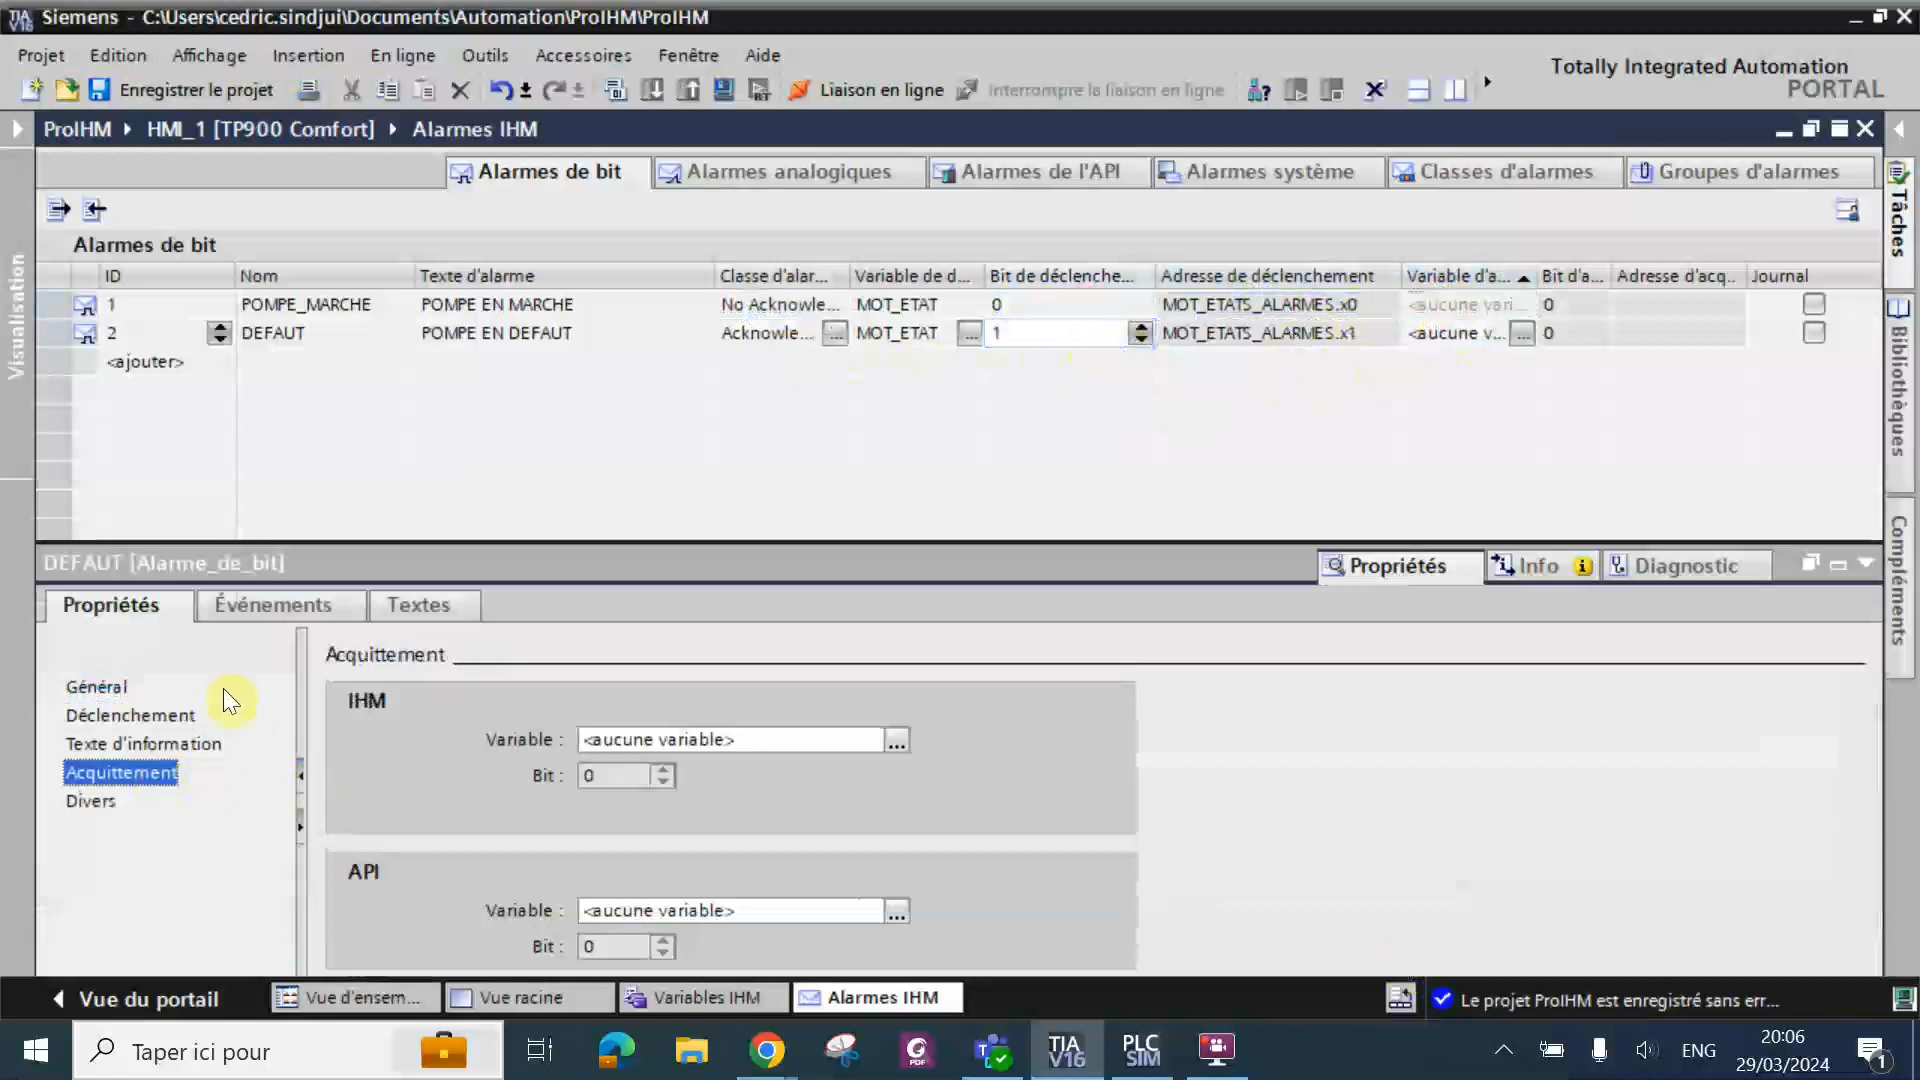 TIA V16 Siemens - C:\Users\cedric.sindjui\Documents\Automation\ProIHM\ProIHM
Projet Edition Affichage Insertion En ligne Outils Accessoires Fenêtre Aide
Totally Integrated Automation
PORTAL
Enregistrer le projet Liaison en ligne Interrompre la liaison en ligne
ProIHM HMI_1 [TP900 Comfort] Alarmes IHM
Alarmes de bit Alarmes analogiques Alarmes de l'API Alarmes système Classes d'alarmes Groupes d'alarmes
Alarmes de bit
ID Nom Texte d'alarme Classe d'alar... Variable de d... Bit de déclenche... Adresse de déclenchement Variable d'a... Bit d'a... Adresse d'acq... Journal
1 POMPE_MARCHE POMPE EN MARCHE No Acknowle... MOT_ETAT 0 MOT_ETATS_ALARMES.x0 <aucune vari... 0
2 DEFAUT POMPE EN DEFAUT Acknowle... ... MOT_ETAT ... 1 MOT_ETATS_ALARMES.x1 <aucune v... ... 0
<ajouter>
Visualisation
Tâches
Bibliothèques
Compléments
DEFAUT [Alarme_de_bit]
Propriétés Info Diagnostic
Propriétés Événements Textes
Général
Déclenchement
Texte d'information
Acquittement
Divers
Acquittement
IHM
Variable : <aucune variable> ...
Bit : 0
API
Variable : <aucune variable> ...
Bit : 0
Vue du portail Vue d'ensem... Vue racine Variables IHM Alarmes IHM Le projet ProIHM est enregistré sans err...
Taper ici pour
PDF
TIA V16
PLC SIM
ENG
20:06
29/03/2024
1